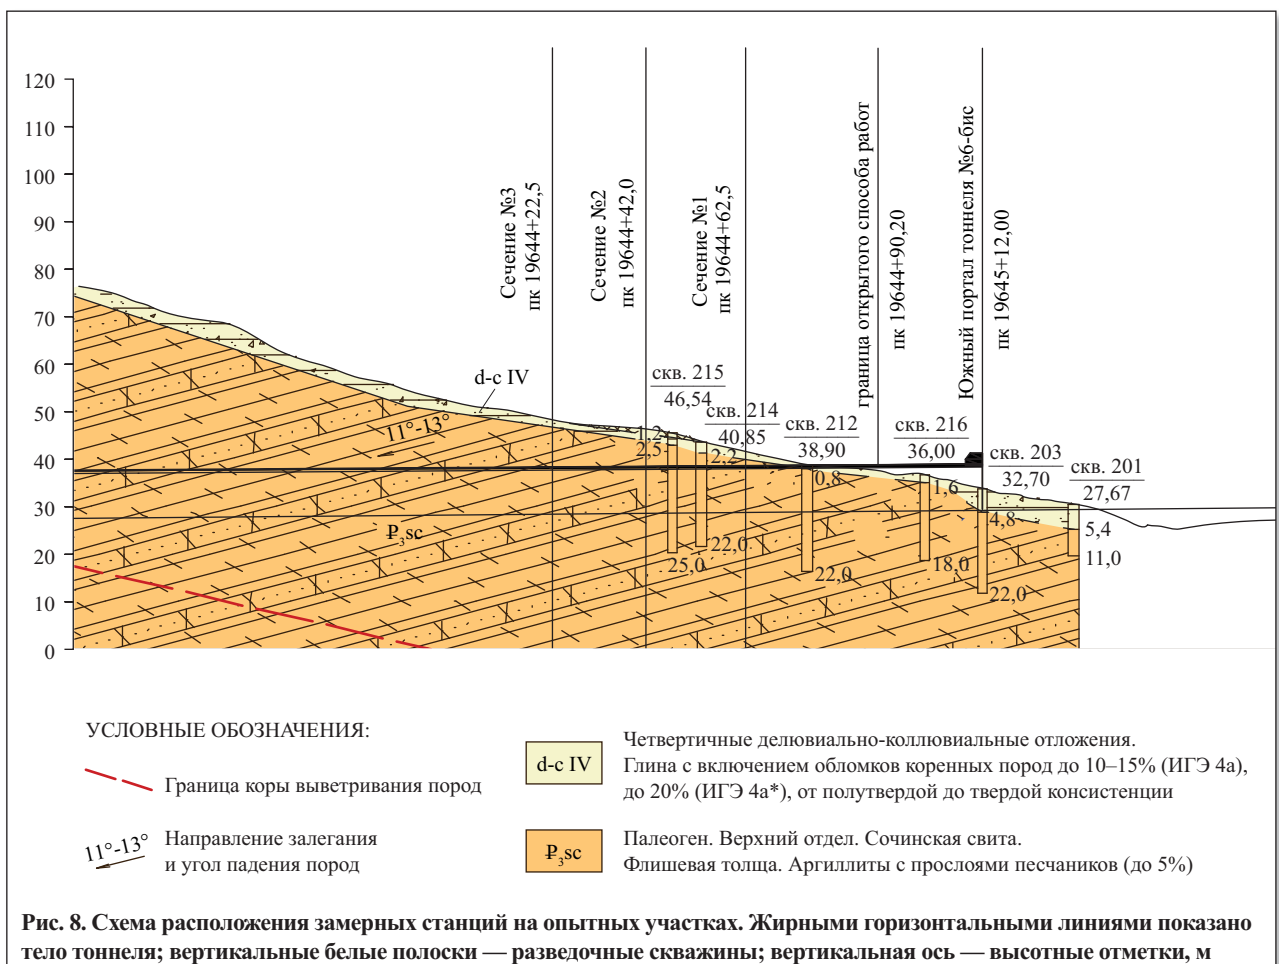 120
110
100
90
80
70
60
50
40
30
20
10
0
Сечение №3
пк 19644+22,5
Сечение №2
пк 19644+42,0
Сечение №1
пк 19644+62,5
граница открытого способа работ
пк 19644+90,20
Южный портал тоннеля №6-бис
пк 19645+12,00
d-c IV
11°-13°
скв. 215
46,54
скв. 214
40,85
скв. 212
38,90
скв. 216
36,00
скв. 203
32,70
скв. 201
27,67
1,2
2,5
2,2
0,8
1,6
4,8
5,4
25,0
22,0
22,0
18,0
22,0
11,0
₽₃sc
УСЛОВНЫЕ ОБОЗНАЧЕНИЯ:
Граница коры выветривания пород
11°-13°
Направление залегания
и угол падения пород
d-c IV
Четвертичные делювиально-коллювиальные отложения.
Глина с включением обломков коренных пород до 10–15% (ИГЭ 4а),
до 20% (ИГЭ 4а*), от полутвердой до твердой консистенции
₽₃sc
Палеоген. Верхний отдел. Сочинская свита.
Флишевая толща. Аргиллиты с прослоями песчаников (до 5%)
Рис. 8. Схема расположения замерных станций на опытных участках. Жирными горизонтальными линиями показано
тело тоннеля; вертикальные белые полоски — разведочные скважины; вертикальная ось — высотные отметки, м